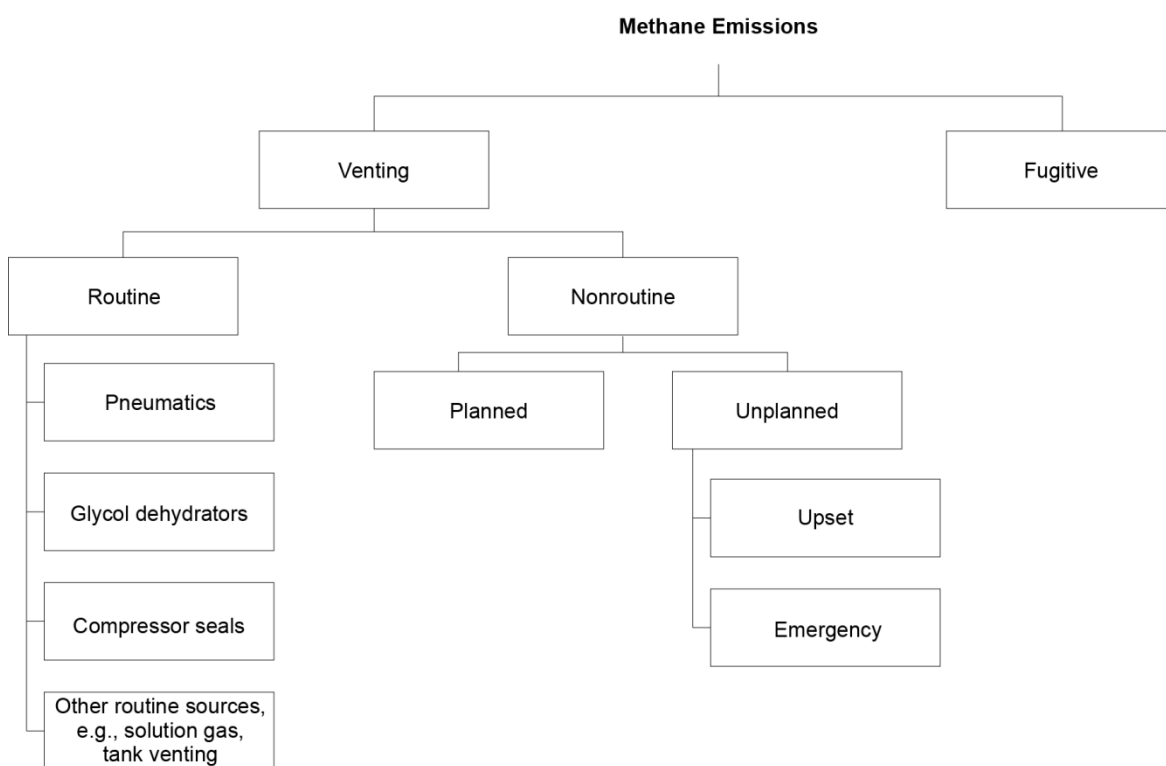 Methane Emissions
Venting
Fugitive
Routine
Nonroutine
Pneumatics
Planned
Unplanned
Glycol dehydrators
Upset
Compressor seals
Emergency
Other routine sources,
e.g., solution gas,
tank venting